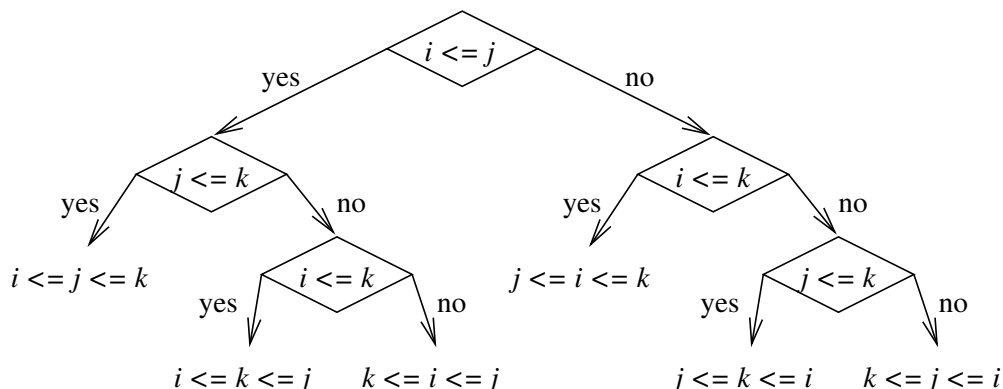 i <= j
yes no
j <= k i <= k
yes no yes no
i <= j <= k i <= k j <= i <= k j <= k
yes no yes no
i <= k <= j k <= i <= j j <= k <= i k <= j <= i